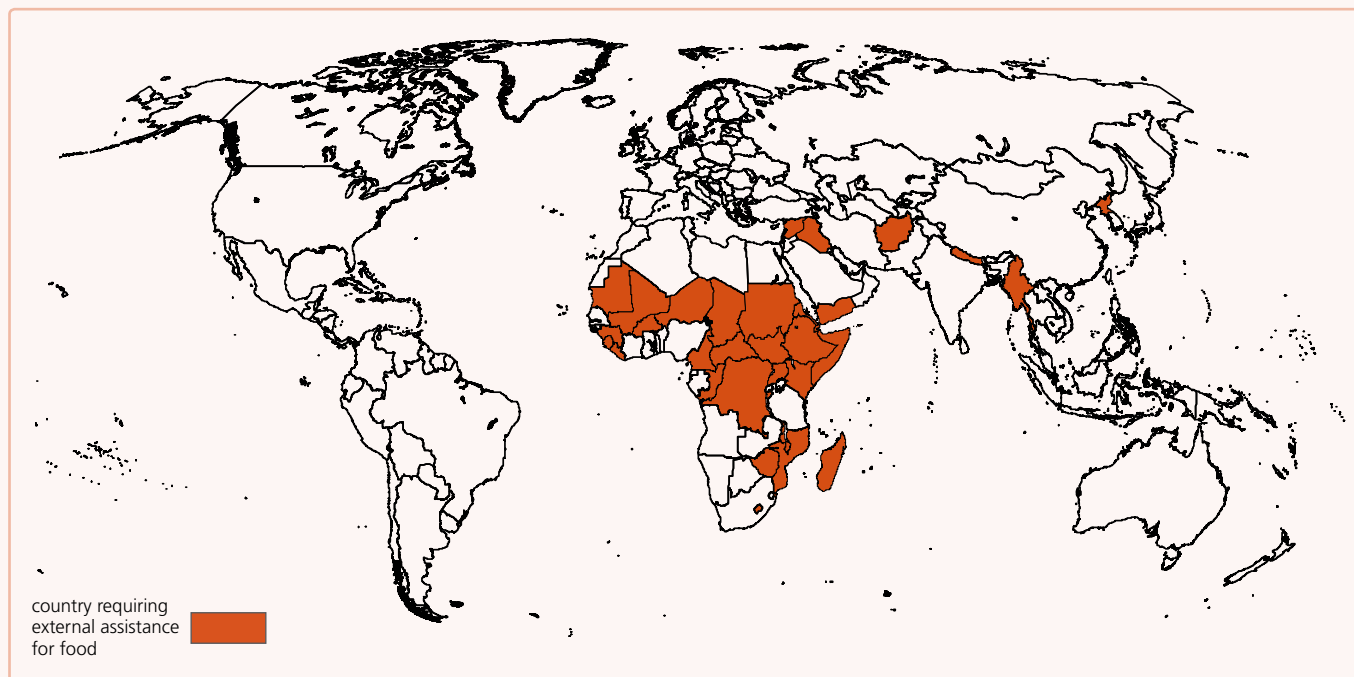 country requiring
external assistance
for food